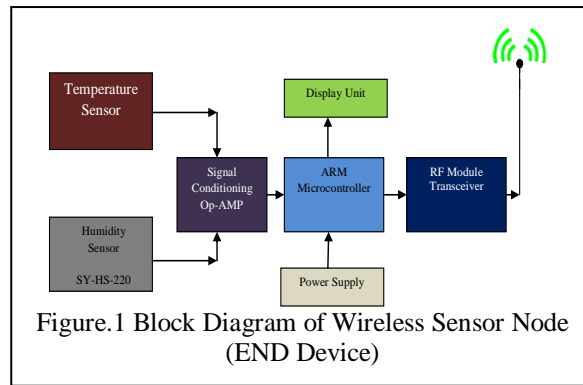 Temperature
Sensor
Display Unit
Signal
Conditioning
Op-AMP
ARM
Microcontroller
RF Module
Transceiver
Humidity
Sensor
SY-HS-220
Power Supply
Figure.1 Block Diagram of Wireless Sensor Node
(END Device)